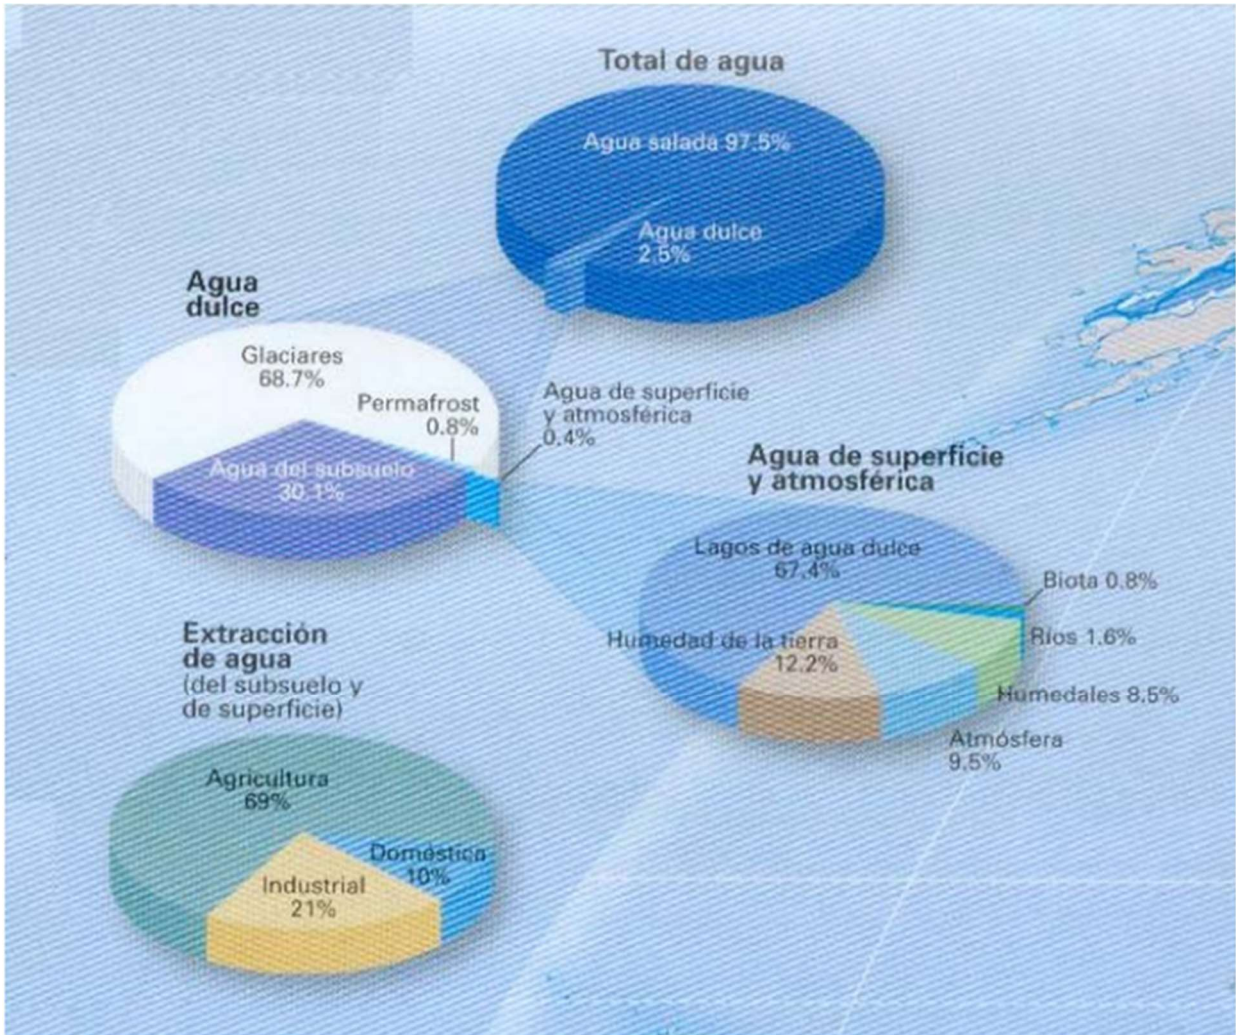 Total de agua
Agua salada 97.5%
Agua dulce
2.5%
Agua
dulce
Glaciares
68.7%
Permafrost
0.8%
Agua de superficie
y atmosférica
0.4%
Agua del subsuelo
30.1%
Agua de superficie
y atmosférica
Lagos de agua dulce
67.4%
Biota 0.8%
Ríos 1.6%
Humedad de la tierra
12.2%
Humedales 8.5%
Atmósfera
9.5%
Extracción
de agua
(del subsuelo y
de superficie)
Agricultura
69%
Doméstica
10%
Industrial
21%